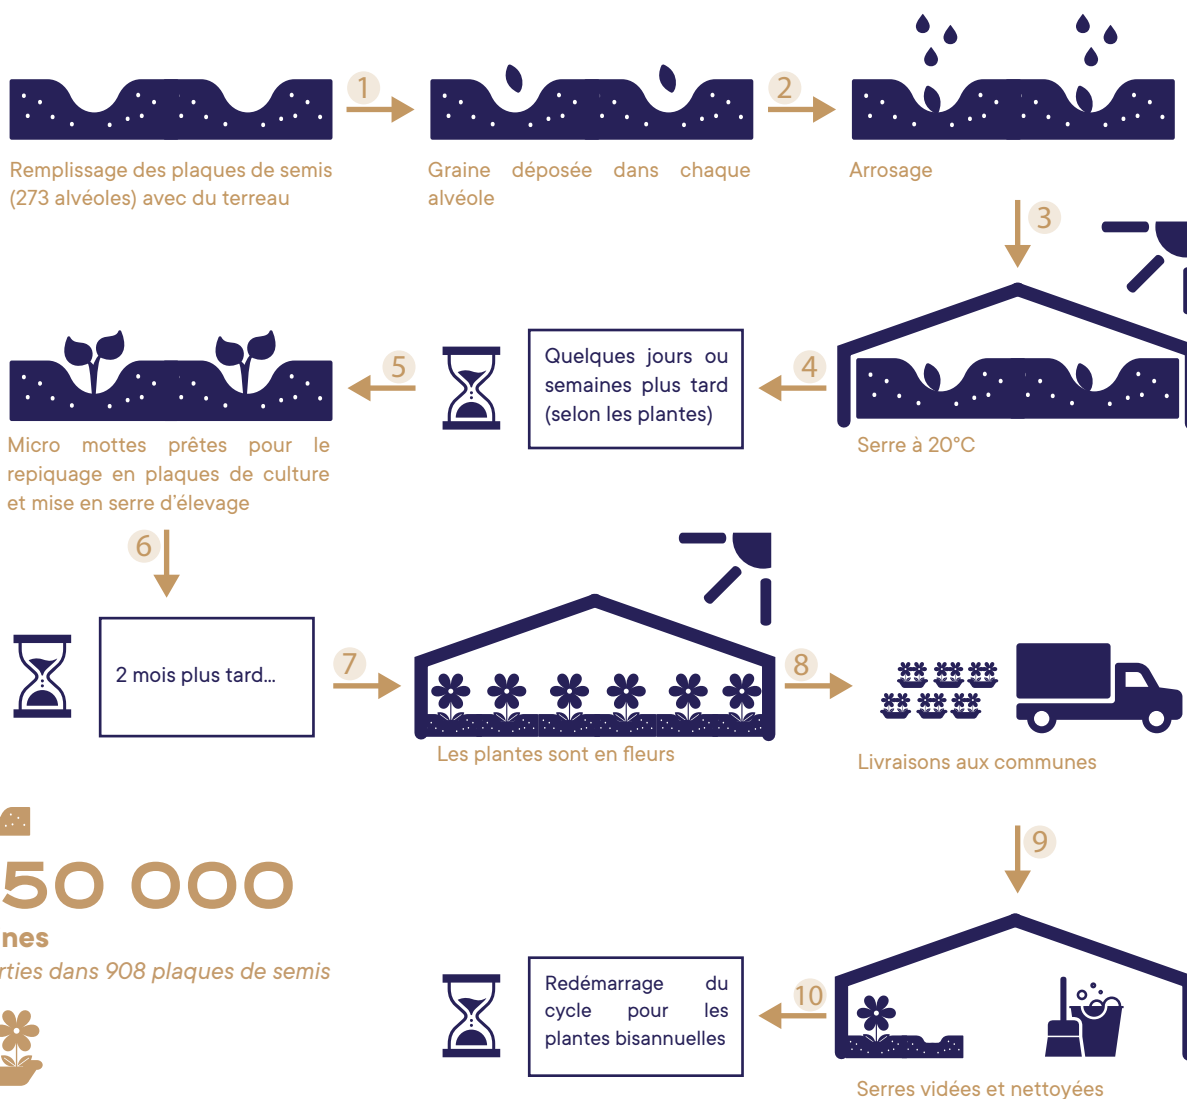 1
2
Remplissage des plaques de semis
(273 alvéoles) avec du terreau
Graine déposée dans chaque
alvéole
Arrosage
3
4
5
Quelques jours ou
semaines plus tard
(selon les plantes)
Serre à 20°C
Micro mottes prêtes pour le
repiquage en plaques de culture
et mise en serre d'élevage
6
2 mois plus tard...
7
8
Les plantes sont en fleurs
Livraisons aux communes
9
50 000
nes
rties dans 908 plaques de semis
10
Redémarrage du
cycle pour les
plantes bisannuelles
Serres vidées et nettoyées